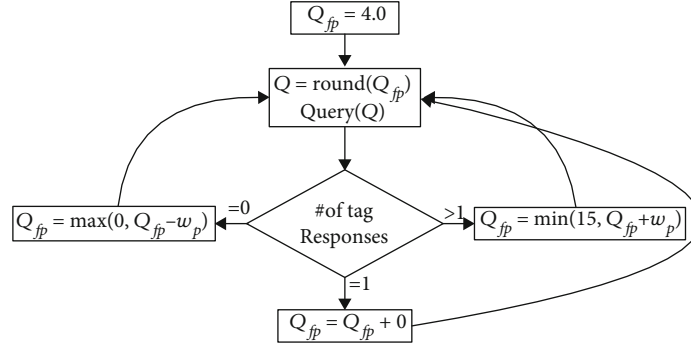 Q_fp = 4.0
Q = round(Q_fp)
Query(Q)
=0
>1
Q_fp = max(0, Q_fp−w_p)
#of tag
Responses
Q_fp = min(15, Q_fp+w_p)
=1
Q_fp = Q_fp + 0